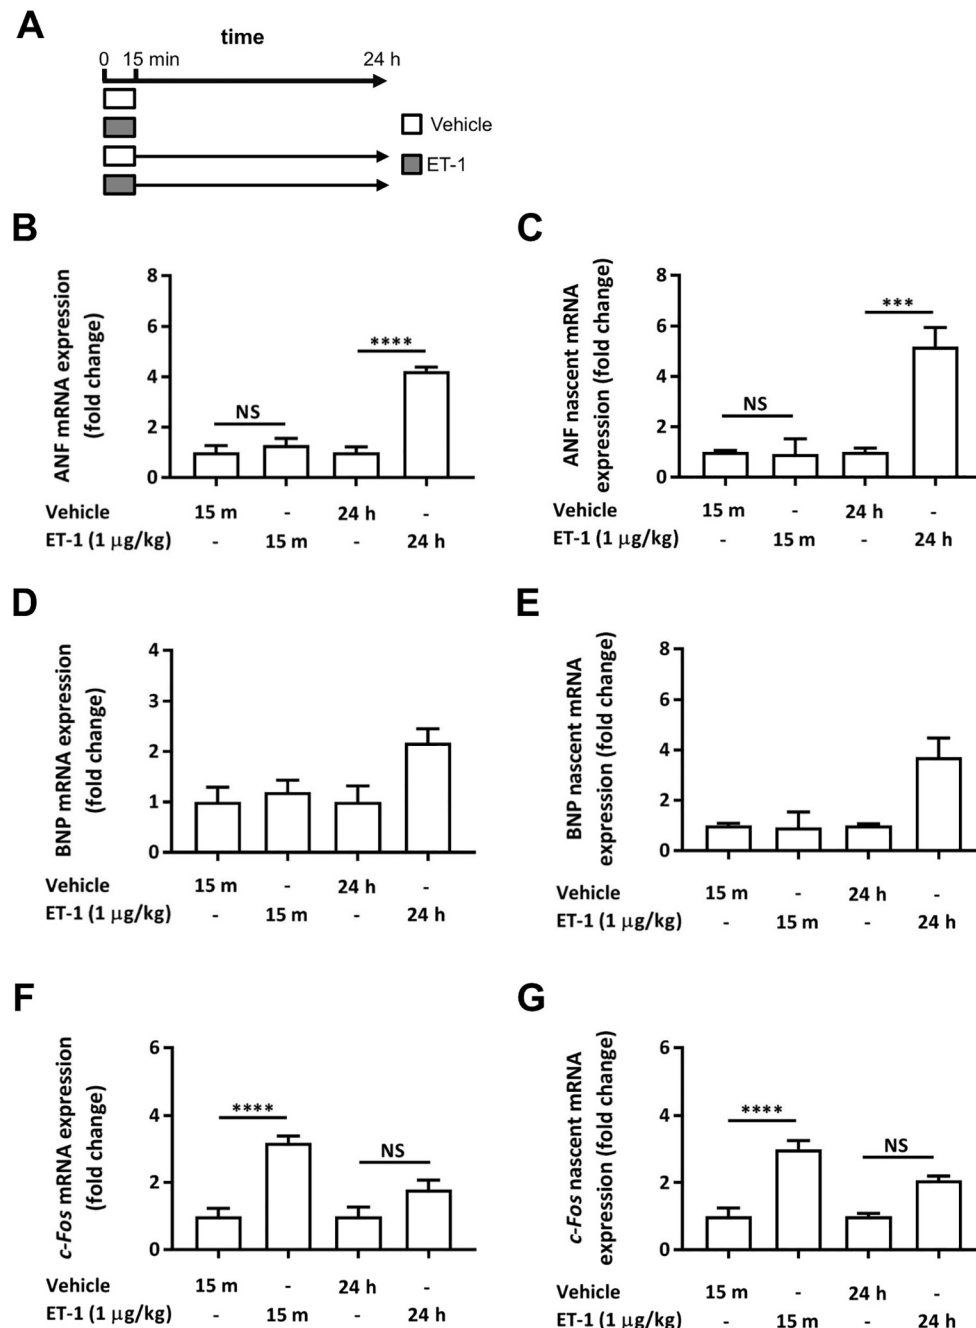 A
time
0 15 min 24 h
Vehicle
ET-1
B
ANF mRNA expression
(fold change)
8
6
4
2
0
NS
****
Vehicle 15 m - 24 h -
ET-1 (1 μg/kg) - 15 m - 24 h
C
ANF nascent mRNA
expression (fold change)
8
6
4
2
0
NS
***
Vehicle 15 m - 24 h -
ET-1 (1 μg/kg) - 15 m - 24 h
D
BNP mRNA expression
(fold change)
4
3
2
1
0
Vehicle 15 m - 24 h -
ET-1 (1 μg/kg) - 15 m - 24 h
E
BNP nascent mRNA
expression (fold change)
8
6
4
2
0
Vehicle 15 m - 24 h -
ET-1 (1 μg/kg) - 15 m - 24 h
F
c-Fos mRNA expression
(fold change)
6
4
2
0
****
NS
Vehicle 15 m - 24 h -
ET-1 (1 μg/kg) - 15 m - 24 h
G
c-Fos nascent mRNA
expression (fold change)
6
4
2
0
****
NS
Vehicle 15 m - 24 h -
ET-1 (1 μg/kg) - 15 m - 24 h